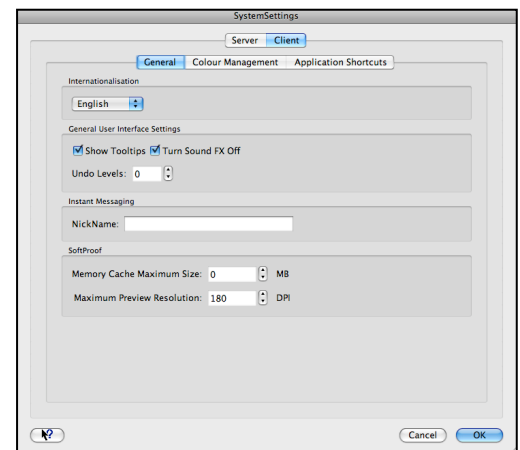 SystemSettings
Server Client
General Colour Management Application Shortcuts
Internationalisation
English
General User Interface Settings
Show Tooltips Turn Sound FX Off
Undo Levels: 0
Instant Messaging
NickName:
SoftProof
Memory Cache Maximum Size: 0 MB
Maximum Preview Resolution: 180 DPI
? Cancel OK